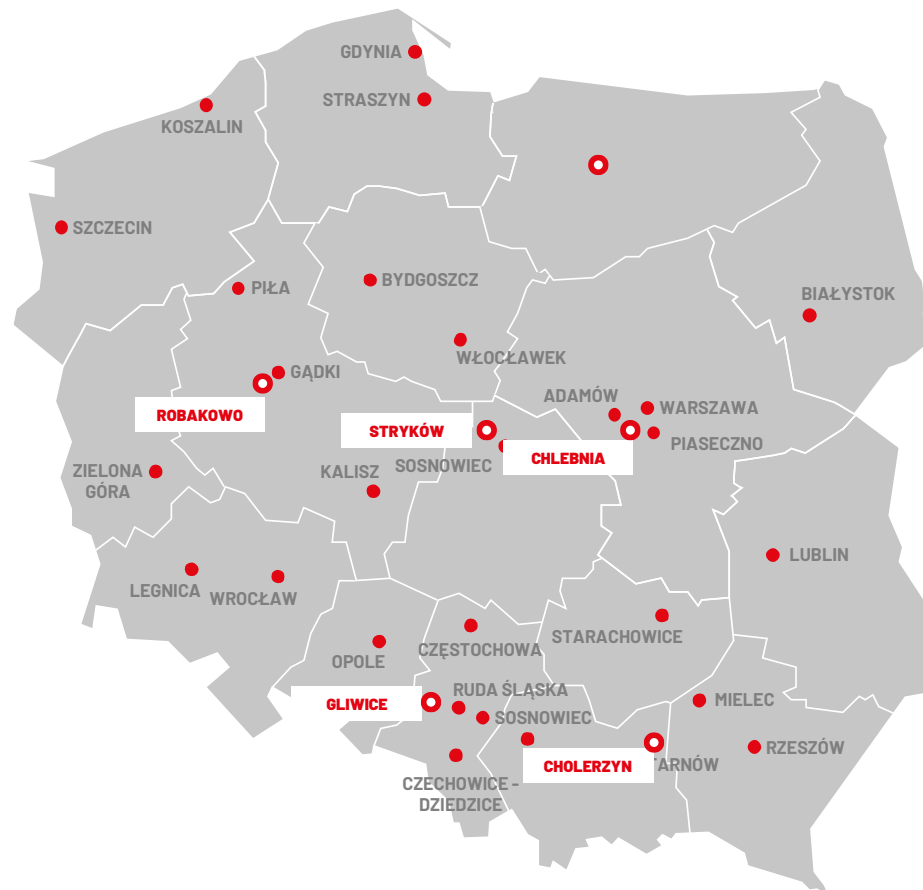 GDYNIA
STRASZYN
KOSZALIN
SZCZECIN
BYDGOSZCZ
PIŁA
BIAŁYSTOK
WŁOCŁAWEK
GĄDKI
ADAMÓW
WARSZAWA
ROBAKOWO
STRYKÓW
PIASECZNO
CHLEBNIA
SOSNOWIEC
KALISZ
ZIELONA
GÓRA
LUBLIN
LEGNICA
WROCŁAW
STARACHOWICE
CZĘSTOCHOWA
OPOLE
RUDA ŚLĄSKA
MIELEC
GLIWICE
SOSNOWIEC
RZESZÓW
CHOLERZYN
TARNÓW
CZECHOWICE -
DZIEDZICE